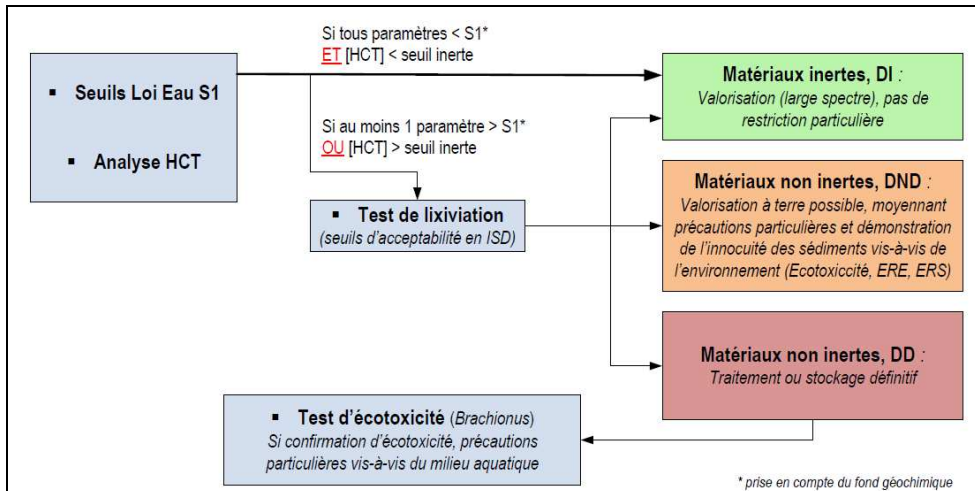 ▪ Seuils Loi Eau S1
▪ Analyse HCT
Si tous paramètres < S1*
ET [HCT] < seuil inerte
Si au moins 1 paramètre > S1*
OU [HCT] > seuil inerte
▪ Test de lixiviation
(seuils d'acceptabilité en ISD)
Matériaux inertes, DI :
Valorisation (large spectre), pas de
restriction particulière
Matériaux non inertes, DND :
Valorisation à terre possible, moyennant
précautions particulières et démonstration
de l'innocuité des sédiments vis-à-vis de
l'environnement (Ecotoxiccité, ERE, ERS)
Matériaux non inertes, DD :
Traitement ou stockage définitif
▪ Test d'écotoxicité (Brachionus)
Si confirmation d'écotoxicité, précautions
particulières vis-à-vis du milieu aquatique
* prise en compte du fond géochimique